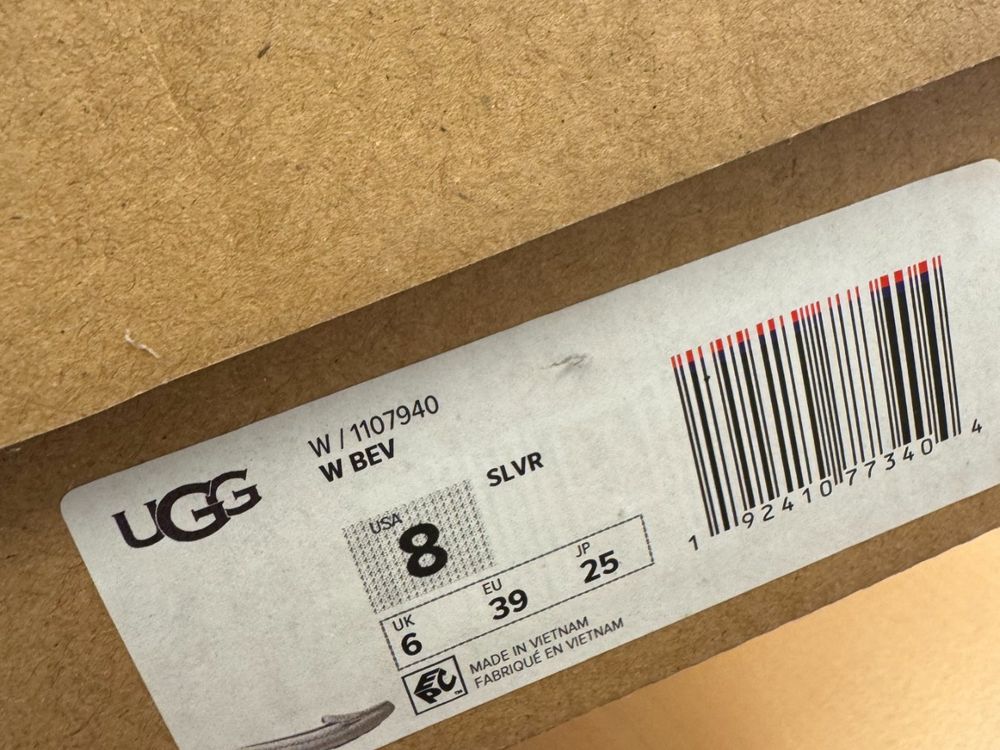 UGG
W / 1107940
W BEV
SLVR
USA
8
UK
6
EU
39
JP
25
EPC™
MADE IN VIETNAM
FABRIQUÉ EN VIETNAM
1 92410 77340 4